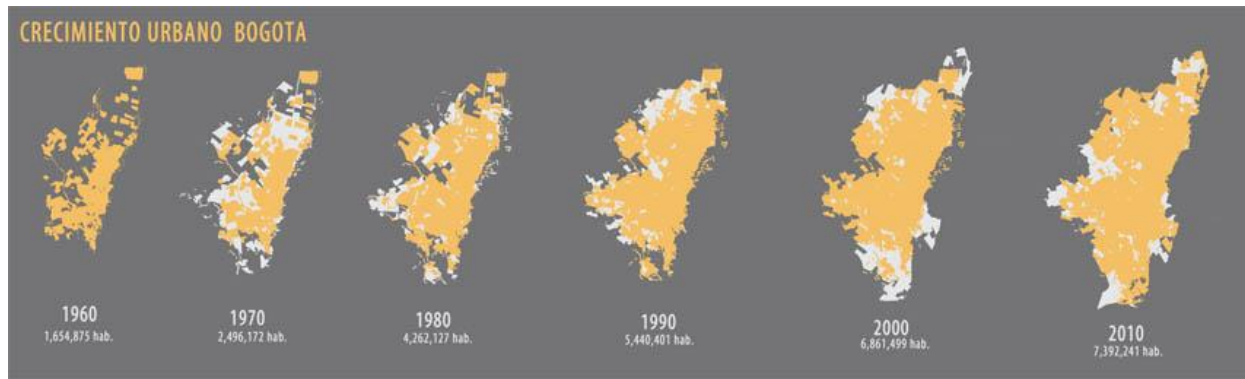 CRECIMIENTO URBANO BOGOTA
1960
1,654,875 hab.
1970
2,496,172 hab.
1980
4,262,127 hab.
1990
5,440,401 hab.
2000
6,861,499 hab.
2010
7,392,241 hab.